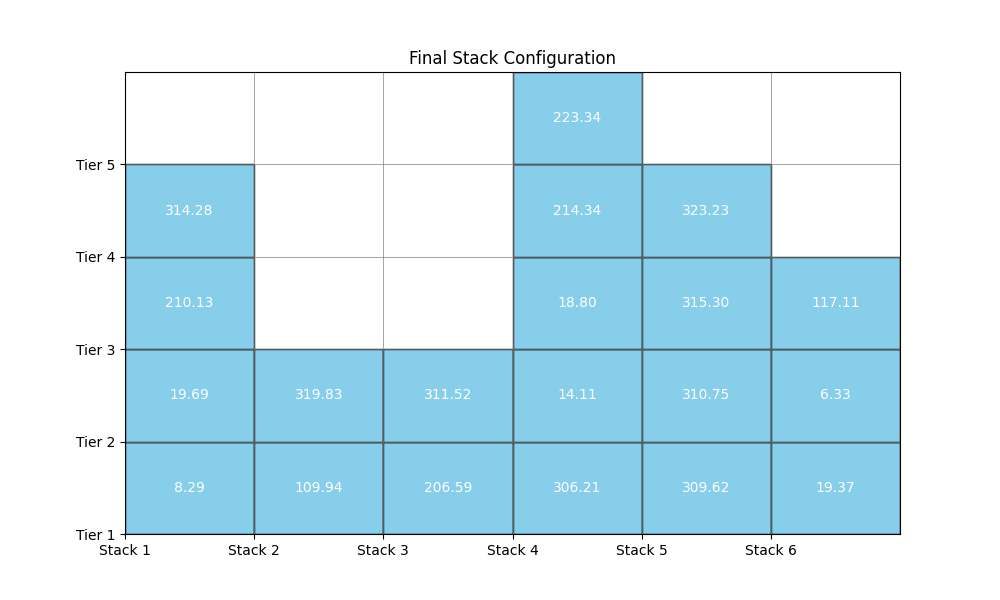 Final Stack Configuration
223.34
Tier 5
314.28 214.34 323.23
Tier 4
210.13 18.80 315.30 117.11
Tier 3
19.69 319.83 311.52 14.11 310.75 6.33
Tier 2
8.29 109.94 206.59 306.21 309.62 19.37
Tier 1
Stack 1 Stack 2 Stack 3 Stack 4 Stack 5 Stack 6